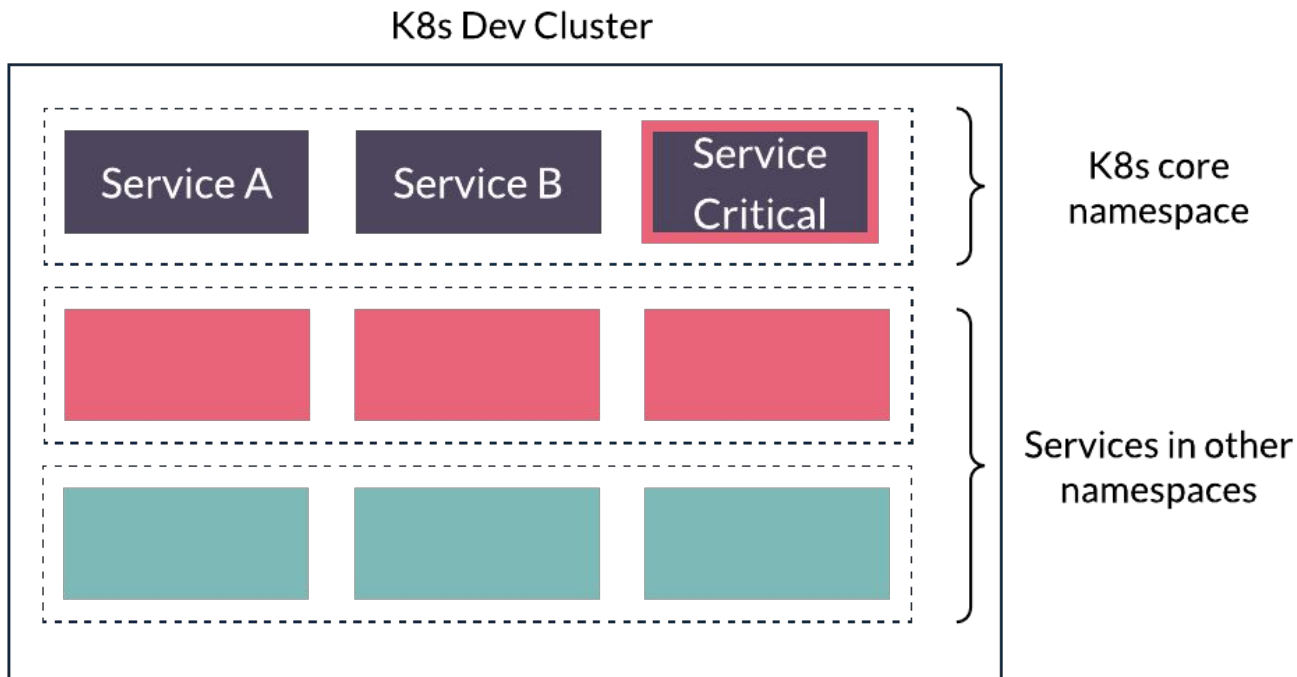 K8s Dev Cluster
Service A
Service B
Service
Critical
K8s core
namespace
Services in other
namespaces